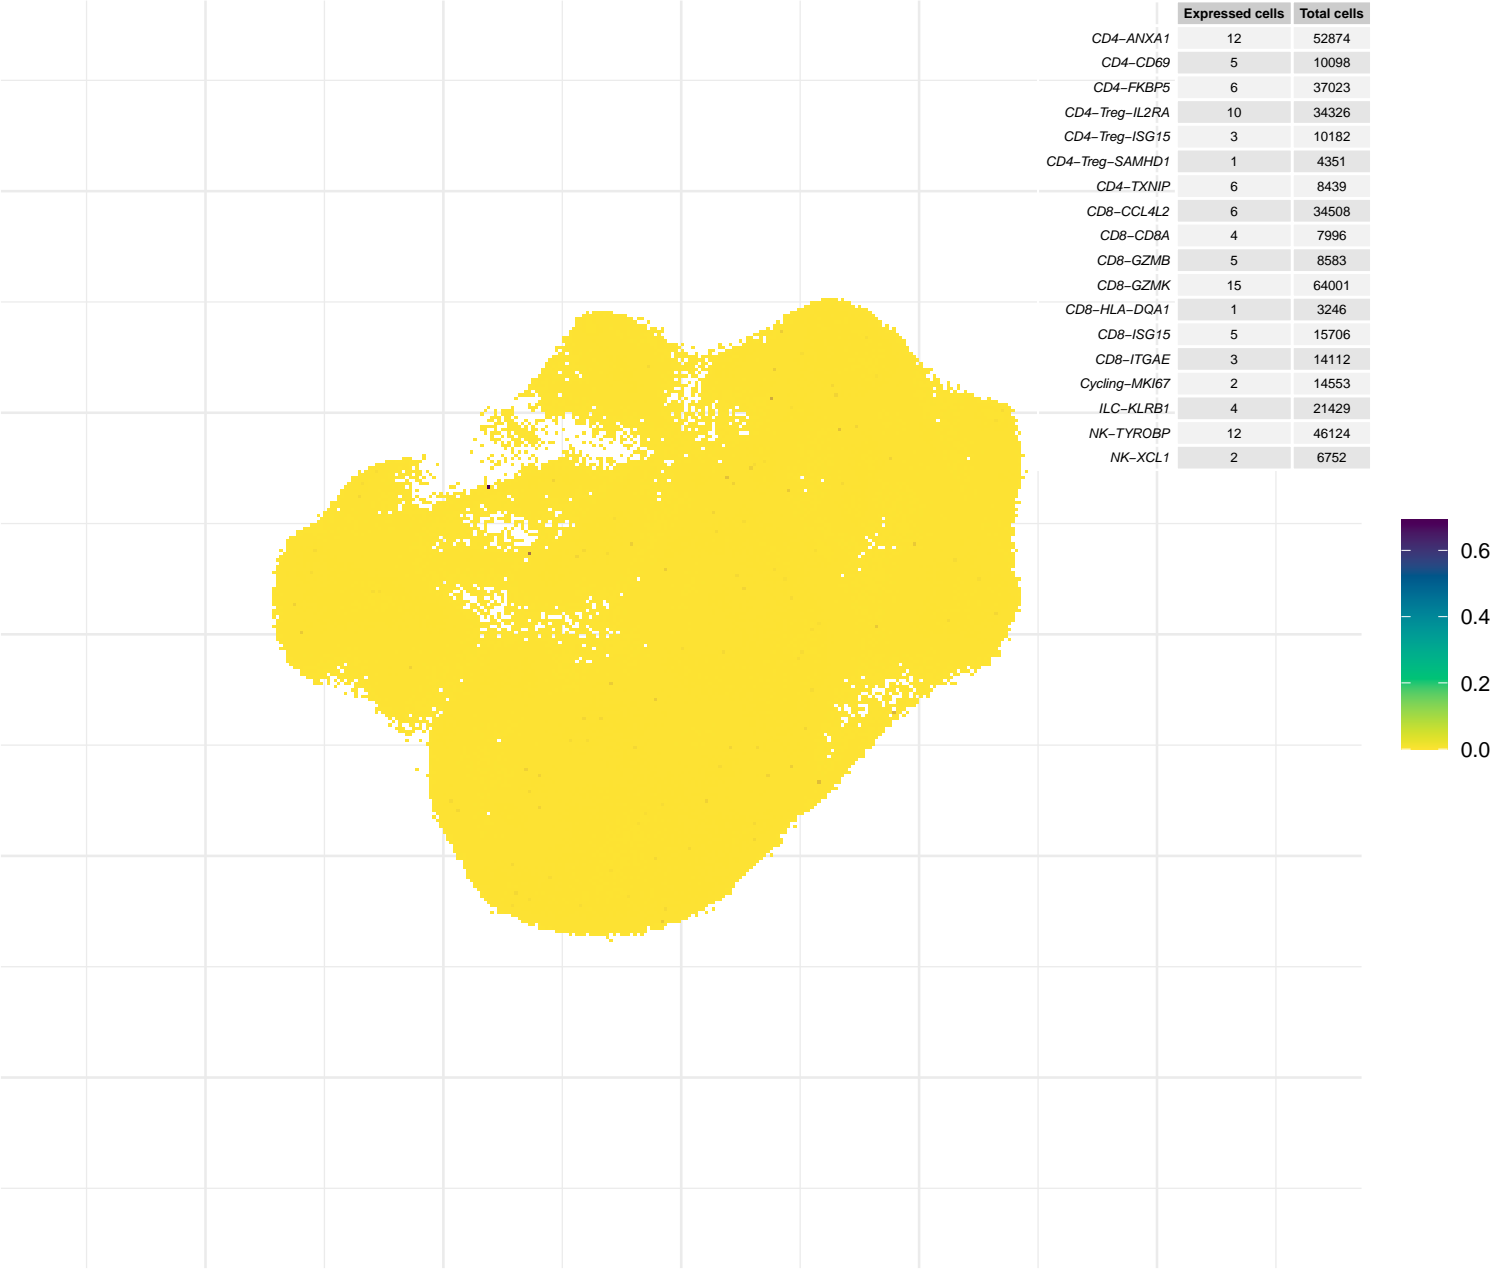 Expressed cells Total cells
CD4−ANXA1 12 52874
CD4−CD69 5 10098
CD4−FKBP5 6 37023
CD4−Treg−IL2RA 10 34326
CD4−Treg−ISG15 3 10182
CD4−Treg−SAMHD1 1 4351
CD4−TXNIP 6 8439
CD8−CCL4L2 6 34508
CD8−CD8A 4 7996
CD8−GZMB 5 8583
CD8−GZMK 15 64001
CD8−HLA−DQA1 1 3246
CD8−ISG15 5 15706
CD8−ITGAE 3 14112
Cycling−MKI67 2 14553
ILC−KLRB1 4 21429
NK−TYROBP 12 46124
NK−XCL1 2 6752
0.6
0.4
0.2
0.0